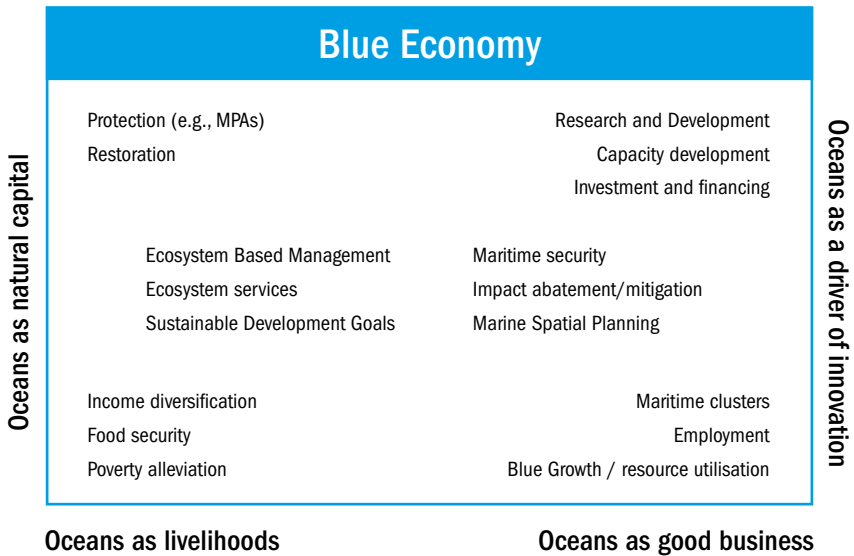 Blue Economy
Oceans as natural capital
Protection (e.g., MPAs)
Restoration
Research and Development
Capacity development
Investment and financing
Ecosystem Based Management
Ecosystem services
Sustainable Development Goals
Maritime security
Impact abatement/mitigation
Marine Spatial Planning
Income diversification
Food security
Poverty alleviation
Maritime clusters
Employment
Blue Growth / resource utilisation
Oceans as a driver of innovation
Oceans as livelihoods
Oceans as good business